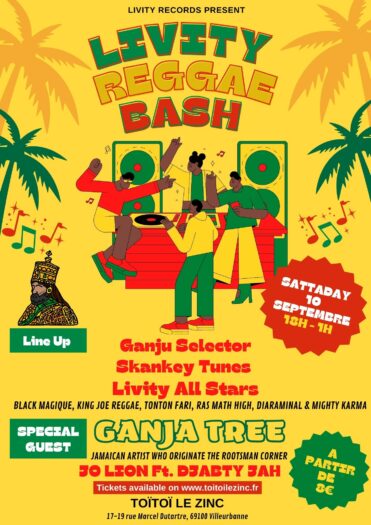 LIVITY RECORDS PRESENT
LIVITY
REGGAE
BASH
SATTADAY
10
SEPTEMBRE
18H - 1H
Line Up
Ganju Selector
Skankey Tunes
Livity All Stars
BLACK MAGIQUE, KING JOE REGGAE, TONTON FARI, RAS MATH HIGH, DIARAMINAL & MIGHTY KARMA
SPECIAL
GUEST
GANJA TREE
JAMAICAN ARTIST WHO ORIGINATE THE ROOTSMAN CORNER
JO LION Ft. DJABTY JAH
A
PARTIR
DE
8€
Tickets available on www.toitoilezinc.fr
TOÏTOÏ LE ZINC
17-19 rue Marcel Dutartre, 69100 Villeurbanne